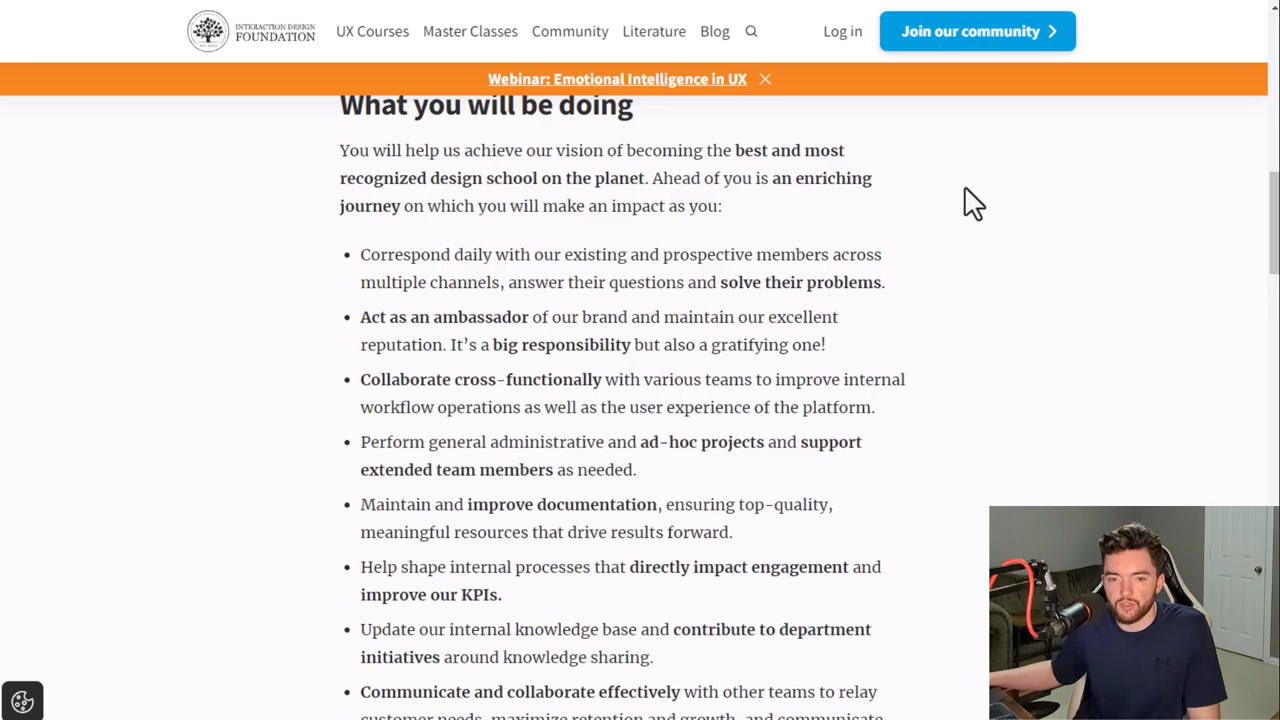 INTERACTION DESIGN
FOUNDATION
UX Courses
Master Classes
Community
Literature
Blog
Log in
Join our community
Webinar: Emotional Intelligence in UX
What you will be doing
You will help us achieve our vision of becoming the best and most
recognized design school on the planet. Ahead of you is an enriching
journey on which you will make an impact as you:
• Correspond daily with our existing and prospective members across
multiple channels, answer their questions and solve their problems.
• Act as an ambassador of our brand and maintain our excellent
reputation. It’s a big responsibility but also a gratifying one!
• Collaborate cross-functionally with various teams to improve internal
workflow operations as well as the user experience of the platform.
• Perform general administrative and ad-hoc projects and support
extended team members as needed.
• Maintain and improve documentation, ensuring top-quality,
meaningful resources that drive results forward.
• Help shape internal processes that directly impact engagement and
improve our KPIs.
• Update our internal knowledge base and contribute to department
initiatives around knowledge sharing.
• Communicate and collaborate effectively with other teams to relay
customer needs, maximize retention and growth, and communicate